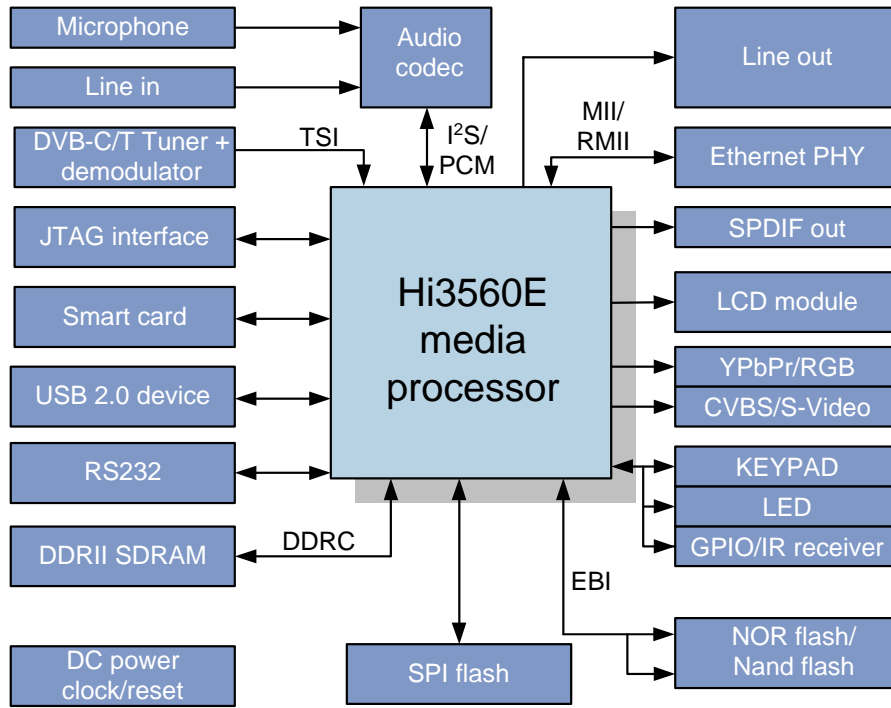 Microphone
Line in
DVB-C/T Tuner +
demodulator
JTAG interface
Smart card
USB 2.0 device
RS232
DDRII SDRAM
DC power
clock/reset
Audio
codec
TSI
I²S/
PCM
MII/
RMII
Hi3560E
media
processor
DDRC
EBI
SPI flash
Line out
Ethernet PHY
SPDIF out
LCD module
YPbPr/RGB
CVBS/S-Video
KEYPAD
LED
GPIO/IR receiver
NOR flash/
Nand flash